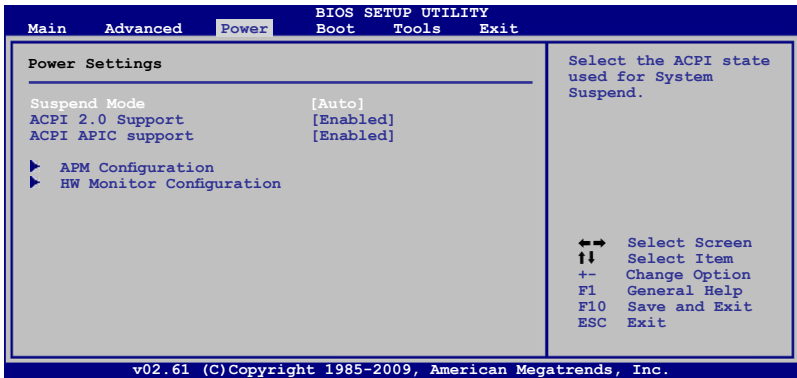 BIOS SETUP UTILITY
Main Advanced Power Boot Tools Exit
Power Settings
Suspend Mode [Auto]
ACPI 2.0 Support [Enabled]
ACPI APIC support [Enabled]
APM Configuration
HW Monitor Configuration
Select the ACPI state
used for System
Suspend.
←→ Select Screen
↑↓ Select Item
+- Change Option
F1 General Help
F10 Save and Exit
ESC Exit
v02.61 (C)Copyright 1985-2009, American Megatrends, Inc.